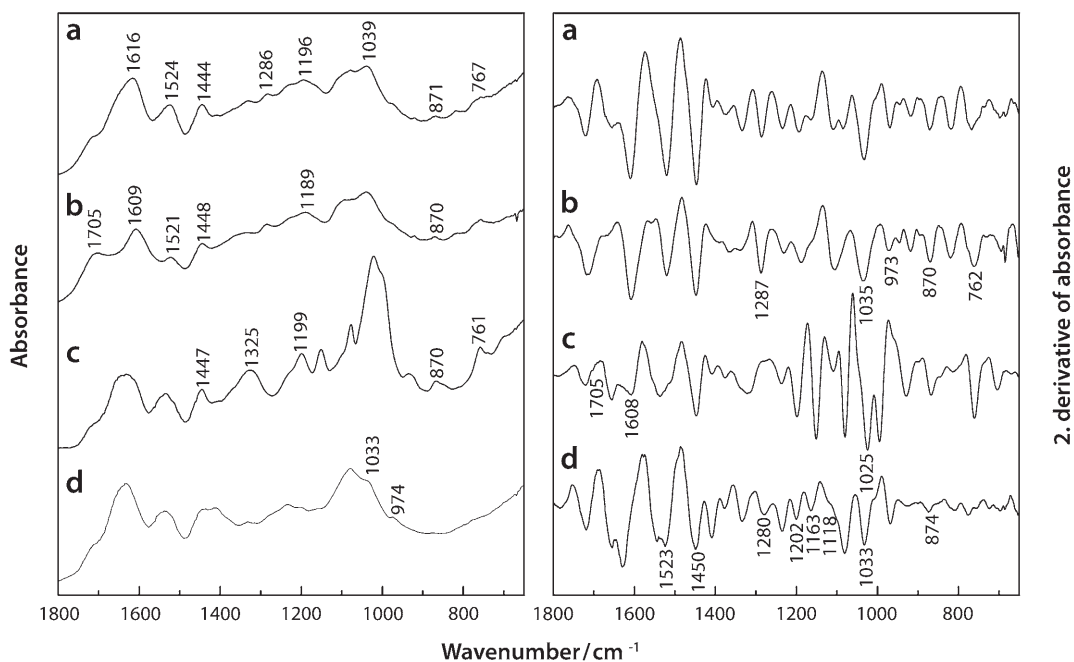 a
1616
1524
1444
1286
1196
1039
871
767
b
1705
1609
1521
1448
1189
870
c
1447
1325
1199
870
761
d
1033
974
1800 1600 1400 1200 1000 800
Absorbance
a
b
1287
1035
973
870
762
c
1705
1608
1025
d
1523
1450
1280
1202
1163
1118
1033
874
1800 1600 1400 1200 1000 800
2. derivative of absorbance
Wavenumber/cm -1